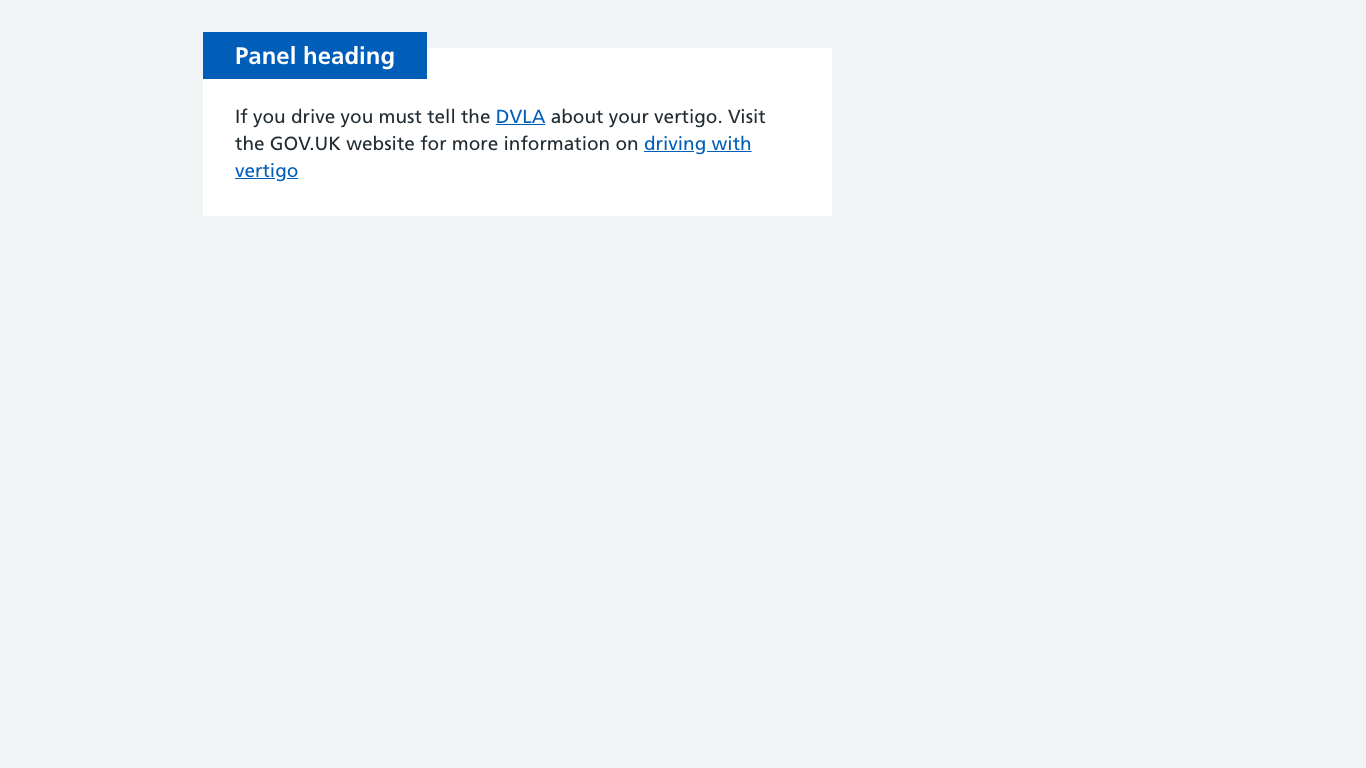 Panel heading
If you drive you must tell the DVLA about your vertigo. Visit
the GOV.UK website for more information on driving with
vertigo